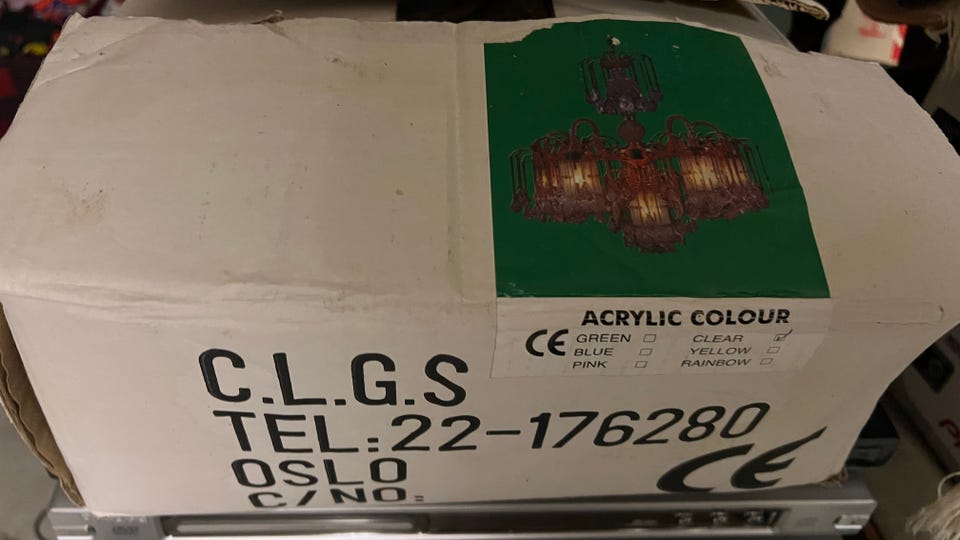 ACRYLIC COLOUR
CE GREEN CLEAR
BLUE YELLOW
PINK RAINBOW
C.L.G.S
TEL:22-176280
OSLO CE
C/NO: